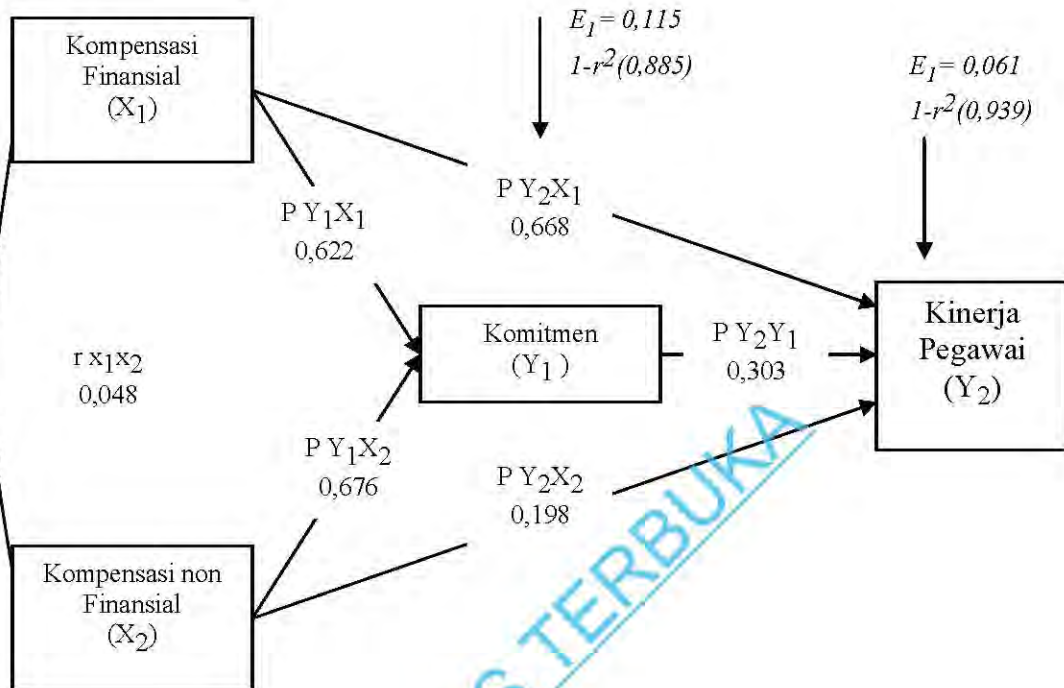 Kompensasi
Finansial
(X1)
E1= 0,115
1-r2(0,885)
E1= 0,061
1-r2(0,939)
P Y1X1
0,622
P Y2X1
0,668
r x1x2
0,048
Komitmen
(Y1 )
P Y2Y1
0,303
Kinerja
Pegawai
(Y2)
P Y1X2
0,676
P Y2X2
0,198
Kompensasi non
Finansial
(X2)
S TERBUKA